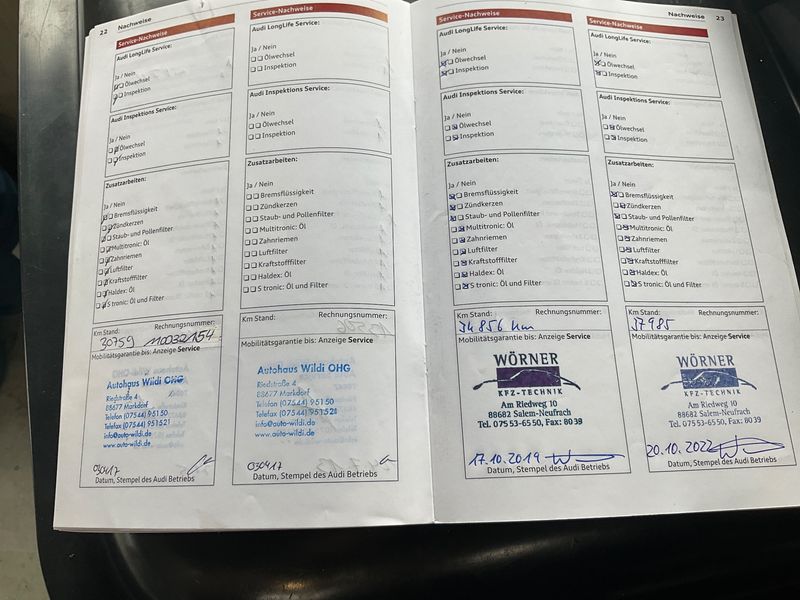 22 Nachweise
Service-Nachweise
Audi LongLife Service:
Ja / Nein
Ölwechsel
Inspektion
Audi Inspektions Service:
Ja / Nein
Ölwechsel
Inspektion
Zusatzarbeiten:
Ja / Nein
Bremsflüssigkeit
Zündkerzen
Staub- und Pollenfilter
Multitronic: Öl
Zahnriemen
Luftfilter
Kraftstofffilter
Haldex: Öl
S tronic: Öl und Filter
Km Stand: Rechnungsnummer:
30759 110032154
Mobilitätsgarantie bis: Anzeige Service
Autohaus Wildi OHG
Riedstraße 4
88677 Markdorf
Telefon (07544) 95150
Telefax (07544) 951521
info@auto-wildi.de
www.auto-wildi.de
030417
Datum, Stempel des Audi Betriebs
Service-Nachweise
Audi LongLife Service:
Ja / Nein
Ölwechsel
Inspektion
Audi Inspektions Service:
Ja / Nein
Ölwechsel
Inspektion
Zusatzarbeiten:
Ja / Nein
Bremsflüssigkeit
Zündkerzen
Staub- und Pollenfilter
Multitronic: Öl
Zahnriemen
Luftfilter
Kraftstofffilter
Haldex: Öl
S tronic: Öl und Filter
Km Stand: Rechnungsnummer:
Mobilitätsgarantie bis: Anzeige Service
Autohaus Wildi OHG
Riedstraße 4
88677 Markdorf
Telefon (07544) 95150
Telefax (07544) 951521
info@auto-wildi.de
www.auto-wildi.de
030417
Datum, Stempel des Audi Betriebs
Service-Nachweise
Audi LongLife Service:
Ja / Nein
Ölwechsel
Inspektion
Audi Inspektions Service:
Ja / Nein
Ölwechsel
Inspektion
Zusatzarbeiten:
Ja / Nein
Bremsflüssigkeit
Zündkerzen
Staub- und Pollenfilter
Multitronic: Öl
Zahnriemen
Luftfilter
Kraftstofffilter
Haldex: Öl
S tronic: Öl und Filter
Km Stand: Rechnungsnummer:
34856 km
Mobilitätsgarantie bis: Anzeige Service
WÖRNER
KFZ-TECHNIK
Am Riedweg 10
88682 Salem-Neufrach
Tel. 07553-6550, Fax: 8039
17.10.2019
Datum, Stempel des Audi Betriebs
Nachweise 23
Service-Nachweise
Audi LongLife Service:
Ja / Nein
Ölwechsel
Inspektion
Audi Inspektions Service:
Ja / Nein
Ölwechsel
Inspektion
Zusatzarbeiten:
Ja / Nein
Bremsflüssigkeit
Zündkerzen
Staub- und Pollenfilter
Multitronic: Öl
Zahnriemen
Luftfilter
Kraftstofffilter
Haldex: Öl
S tronic: Öl und Filter
Km Stand: Rechnungsnummer:
37985
Mobilitätsgarantie bis: Anzeige Service
WÖRNER
KFZ-TECHNIK
Am Riedweg 10
88682 Salem-Neufrach
Tel. 07553-6550, Fax: 8039
20.10.2022
Datum, Stempel des Audi Betriebs